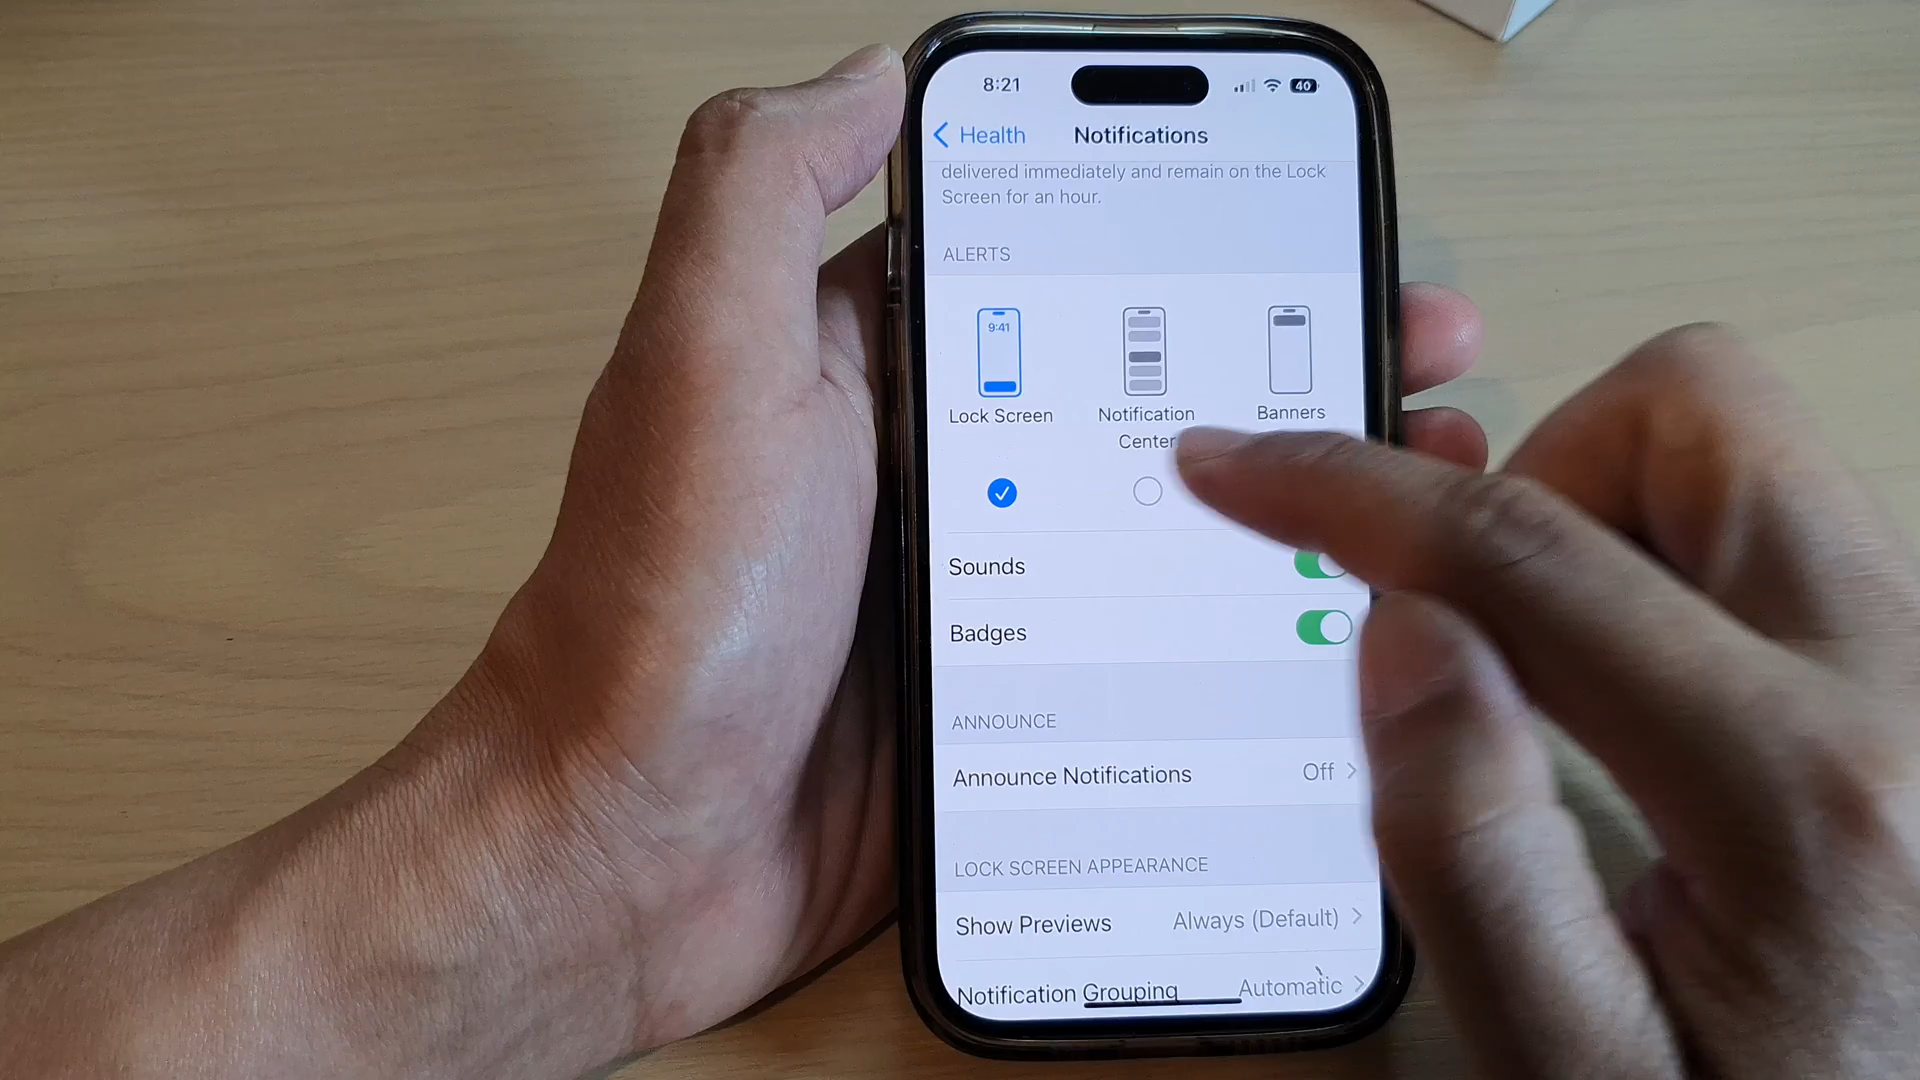 8:21
40
Health
Notifications
delivered immediately and remain on the Lock
Screen for an hour.
ALERTS
9:41
Lock Screen
Notification
Center
Banners
Sounds
Badges
ANNOUNCE
Announce Notifications
Off
LOCK SCREEN APPEARANCE
Show Previews
Always (Default)
Notification Grouping
Automatic